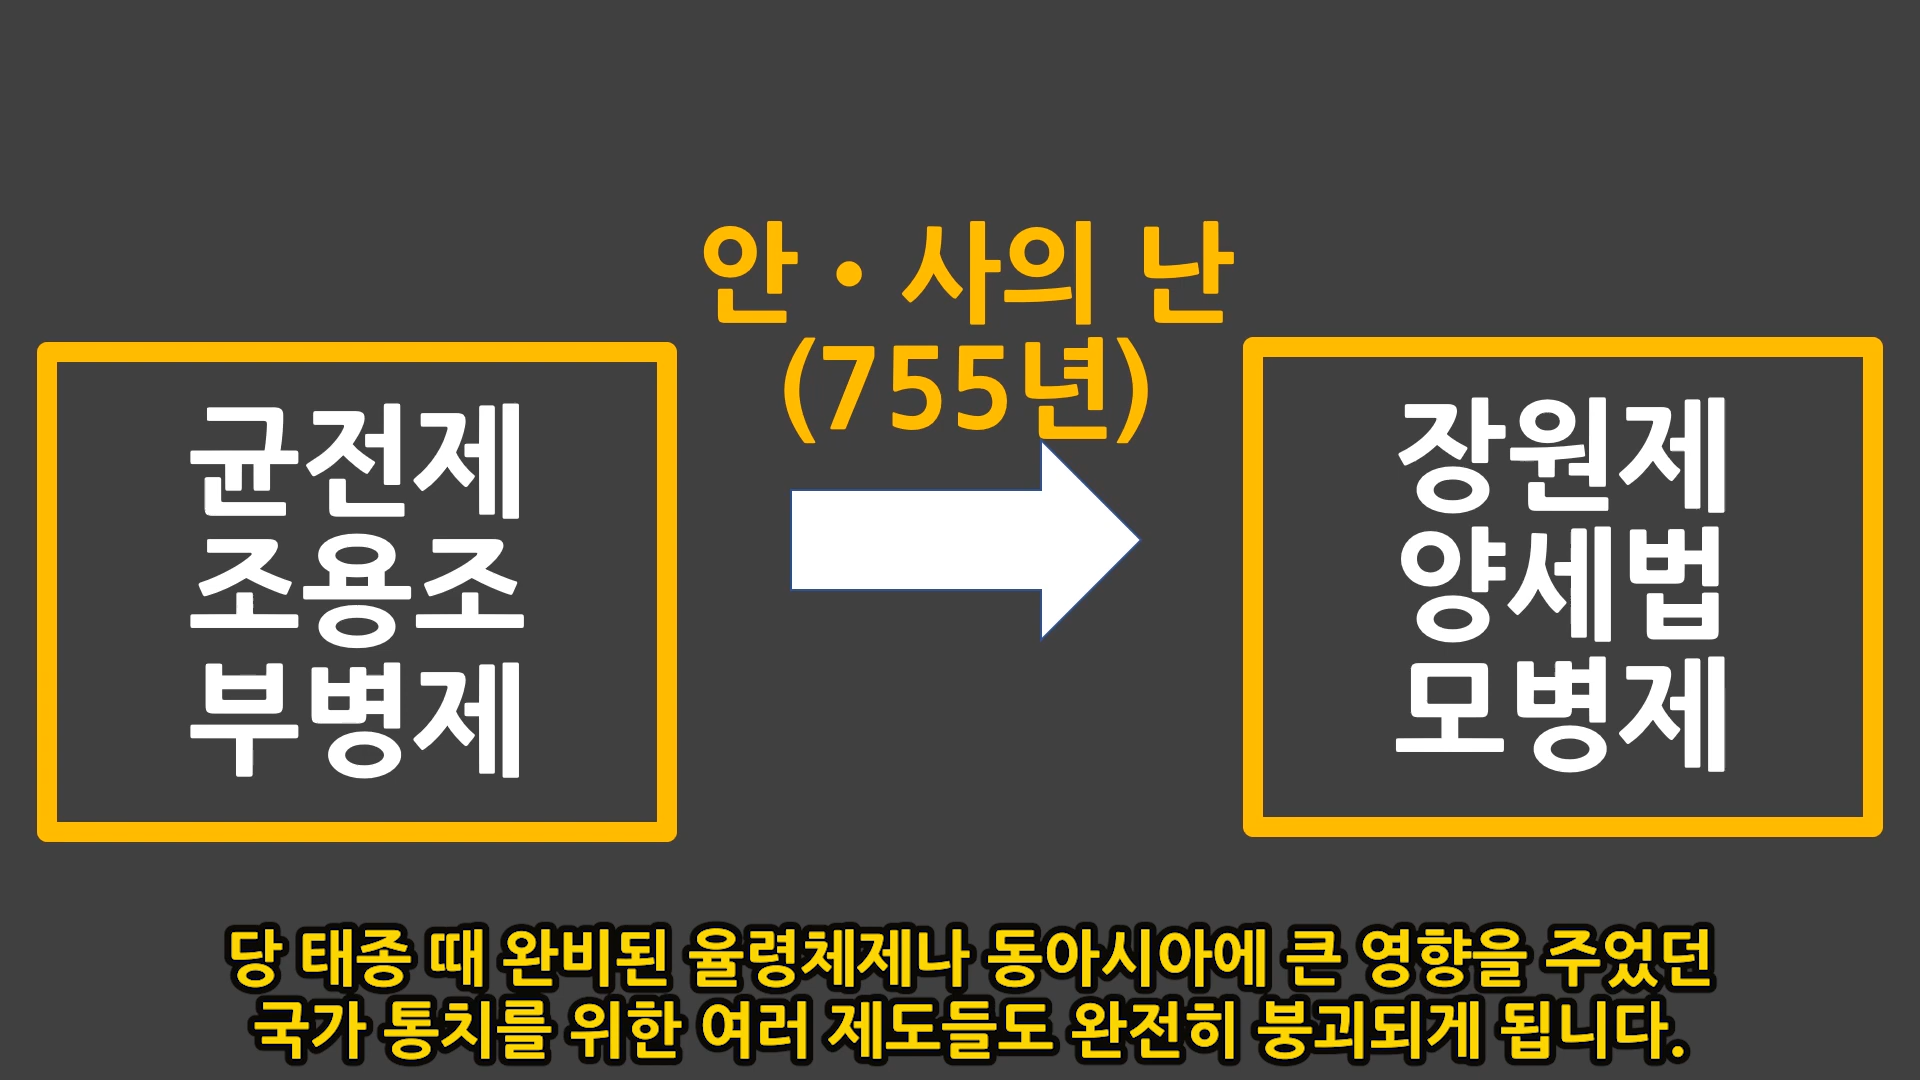 안·사의 난
(755년)
균전제
조용조
부병제
장원제
양세법
모병제
당 태종 때 완비된 율령체제나 동아시아에 큰 영향을 주었던
국가 통치를 위한 여러 제도들도 완전히 붕괴되게 됩니다.